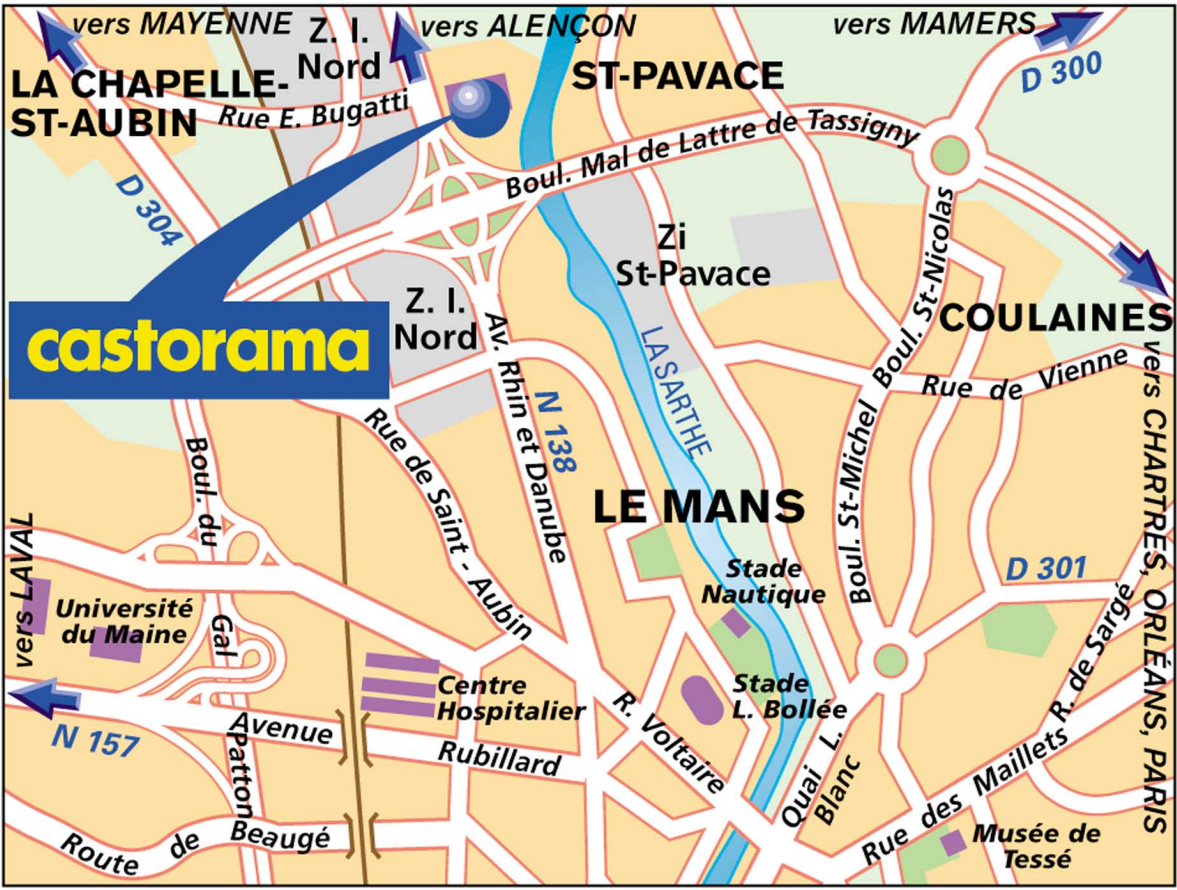 vers MAYENNE
Z. I.
Nord
vers ALENÇON
vers MAMERS
D 300
LA CHAPELLE-
ST-AUBIN
Rue E. Bugatti
ST-PAVACE
Boul. Mal de Lattre de Tassigny
D 304
Zi
St-Pavace
Boul. St-Nicolas
castorama
Z. I.
Nord
COULAINES
LA SARTHE
Av. Rhin et Danube
N 138
Rue de Vienne
vers CHARTRES, ORLÉANS, PARIS
Rue de Saint - Aubin
Boul. St-Michel
Boul. du
Gal
Patton
LE MANS
vers LAVAL
Université
du Maine
Stade
Nautique
Boul. St-Michel
D 301
R. de Sargé
Centre
Hospitalier
Stade
L. Bollée
N 157
Avenue
Rubillard
R. Voltaire
Quai L.
Blanc
Rue des Maillets
Route de Beaugé
Musée de
Tessé